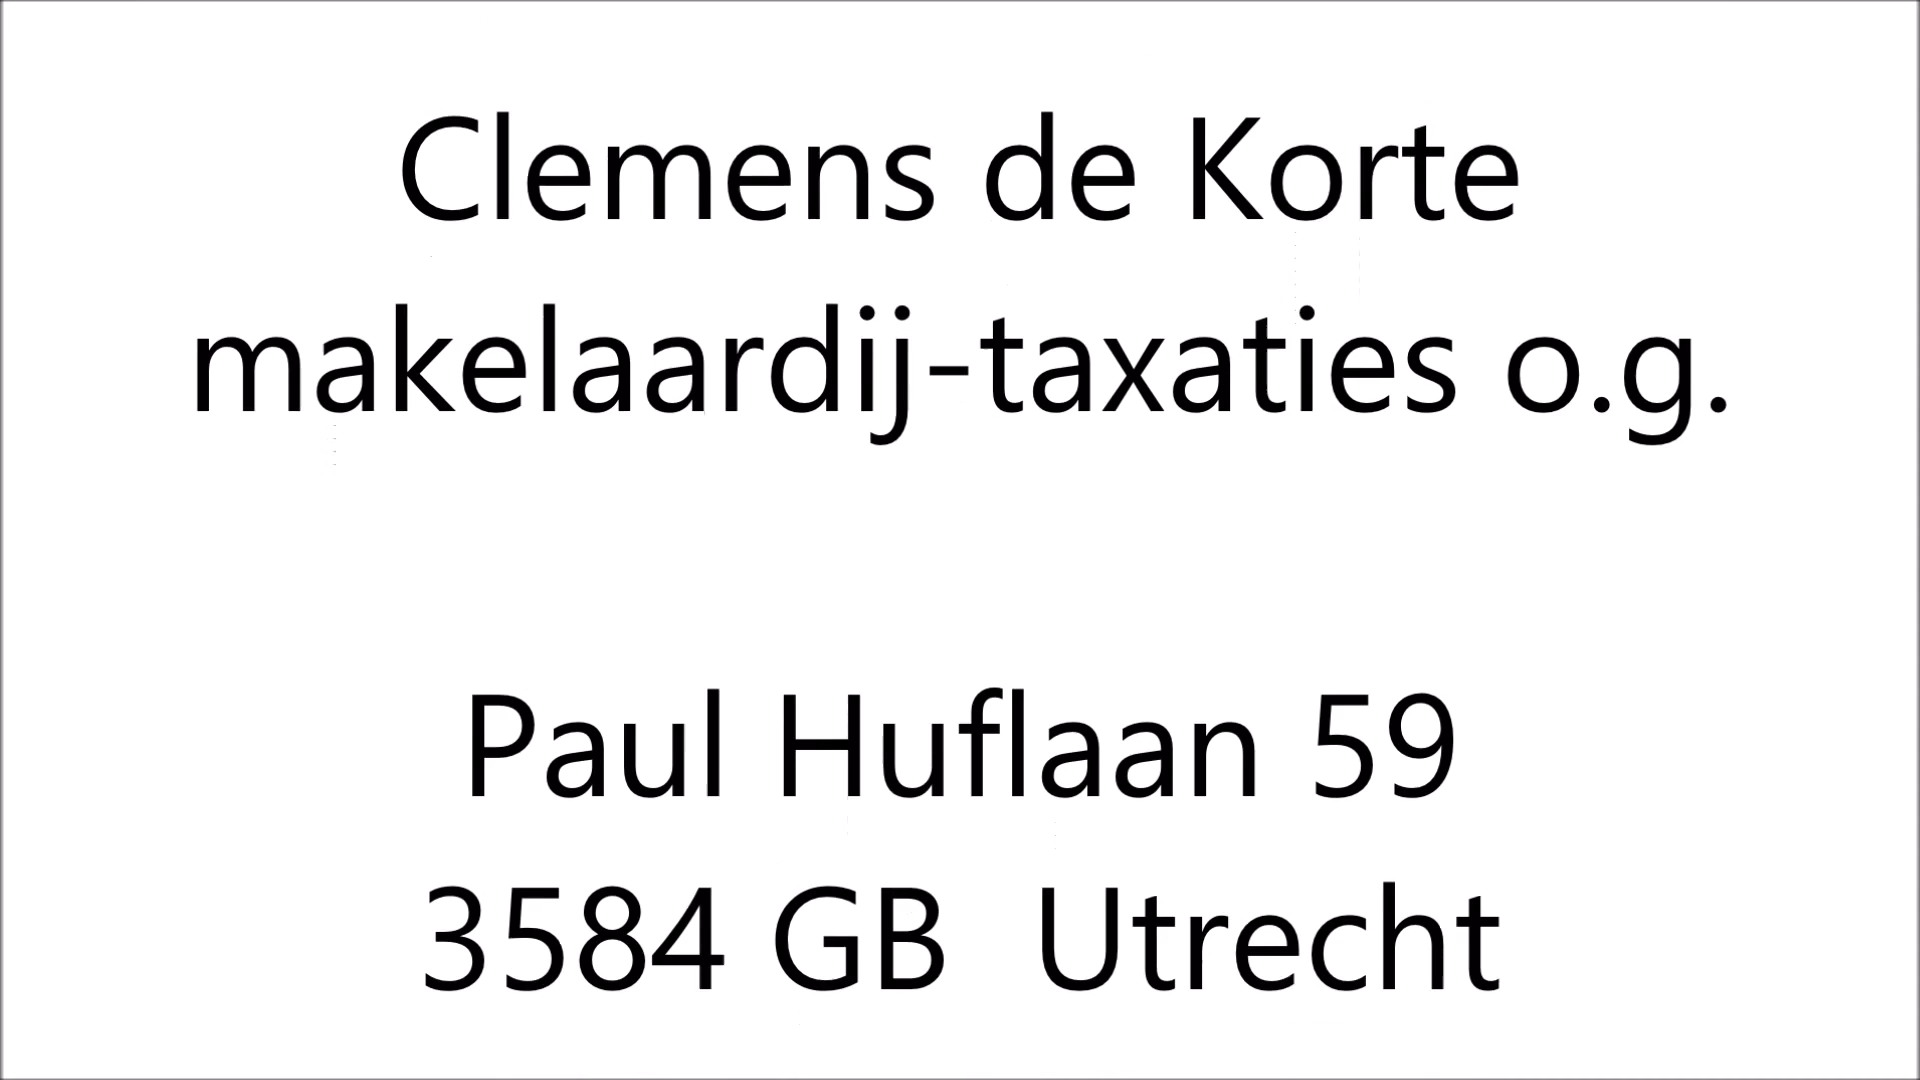 Clemens de Korte
makelaardij-taxaties o.g.
Paul Huflaan 59
3584 GB  Utrecht